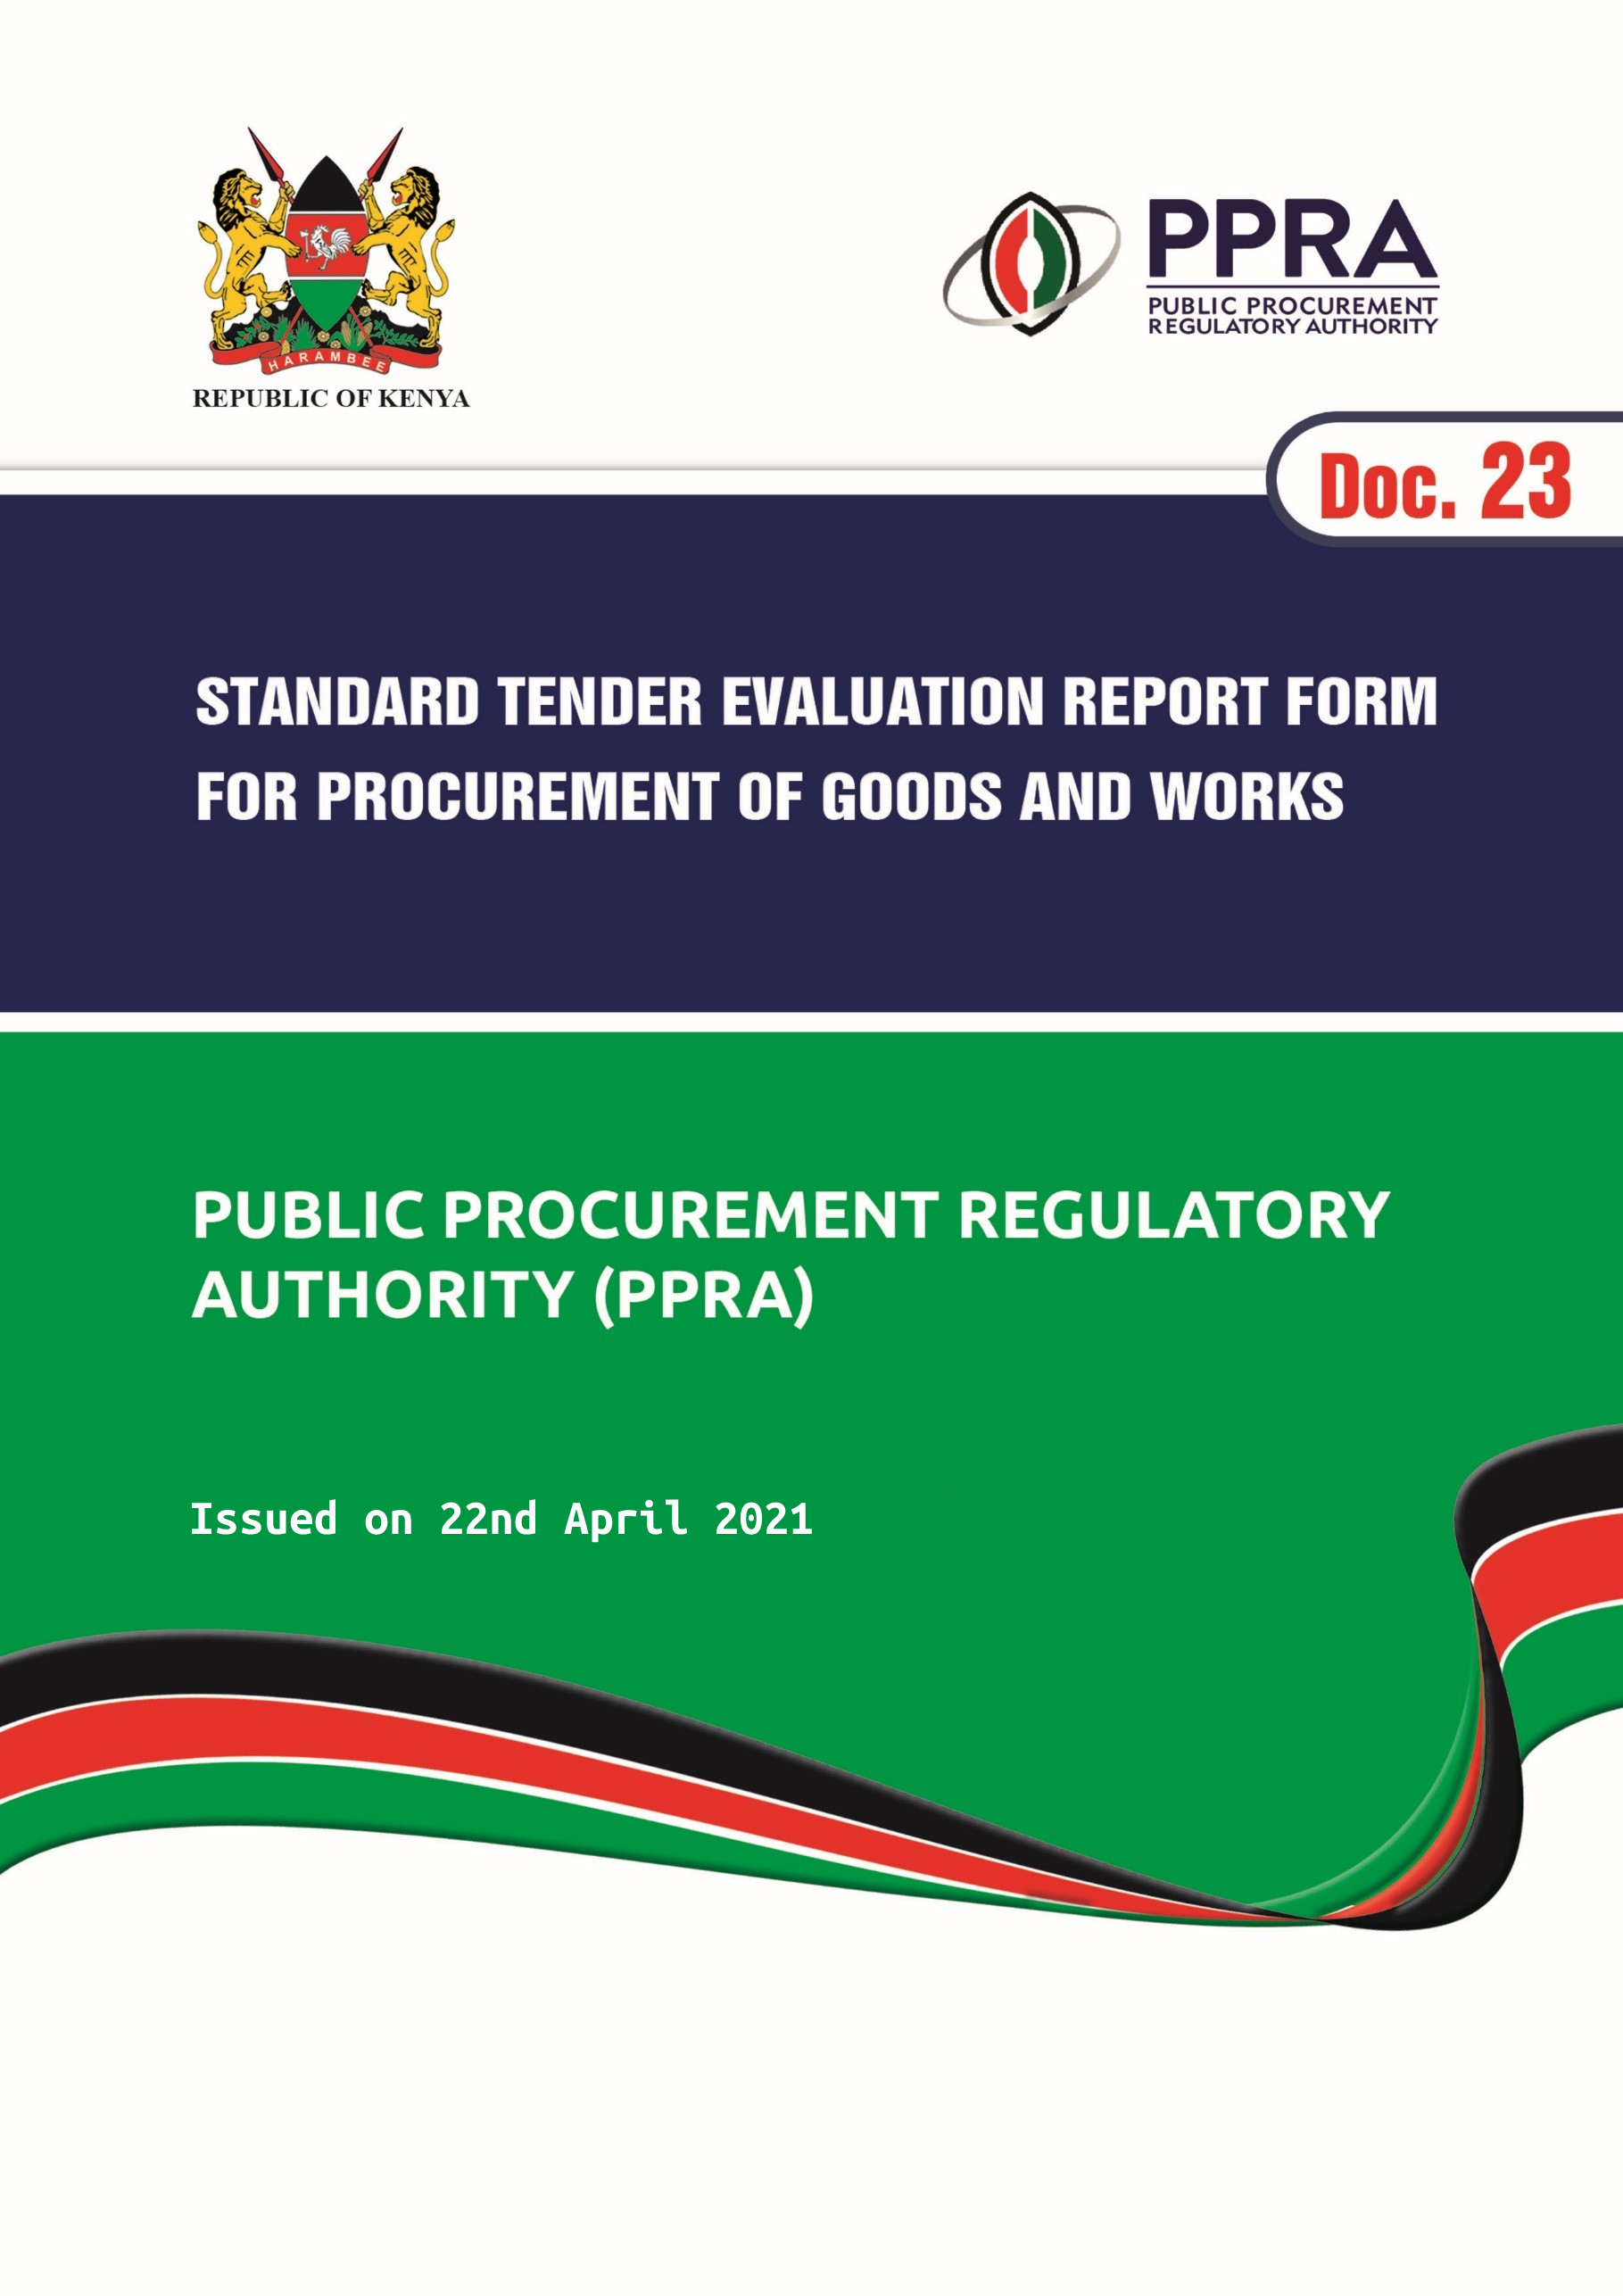 HARAMBEE
REPUBLIC OF KENYA
PPRA
PUBLIC PROCUREMENT
REGULATORY AUTHORITY
Doc. 23
STANDARD TENDER EVALUATION REPORT FORM
FOR PROCUREMENT OF GOODS AND WORKS
PUBLIC PROCUREMENT REGULATORY
AUTHORITY (PPRA)
Issued on 22nd April 2021